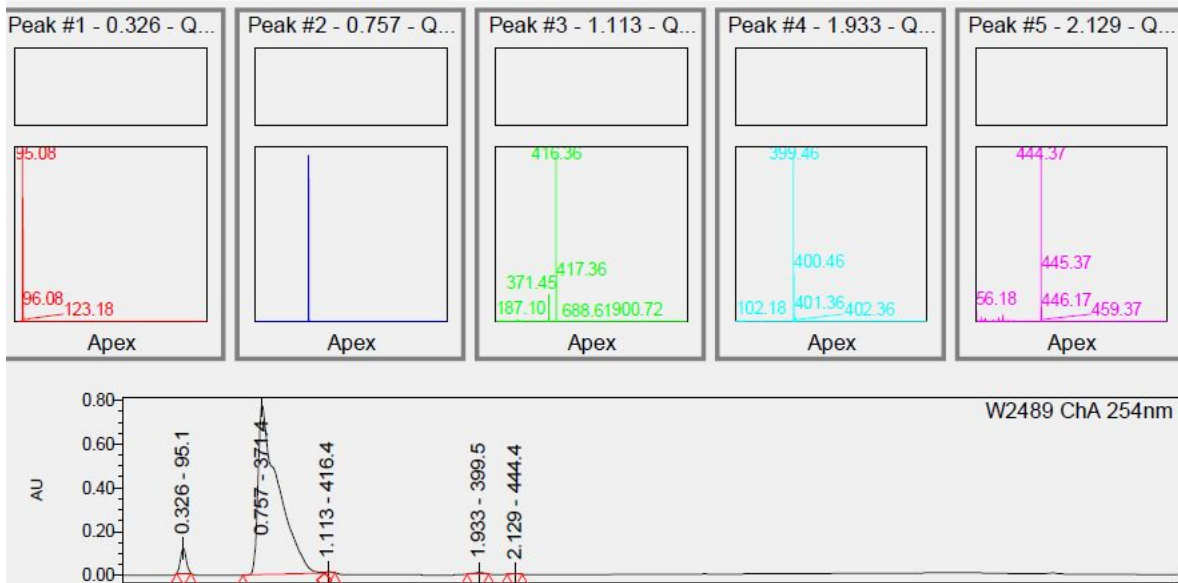 Peak #1 - 0.326 - Q...
Peak #2 - 0.757 - Q...
Peak #3 - 1.113 - Q...
Peak #4 - 1.933 - Q...
Peak #5 - 2.129 - Q...
95.08
96.08
123.18
Apex
Apex
416.36
417.36
371.45
187.10
688.61
900.72
Apex
399.46
400.46
401.36
102.18
402.36
Apex
444.37
445.37
56.18
446.17
459.37
Apex
W2489 ChA 254nm
AU
0.80
0.60
0.40
0.20
0.00
0.326 - 95.1
0.757 - 371.4
1.113 - 416.4
1.933 - 399.5
2.129 - 444.4